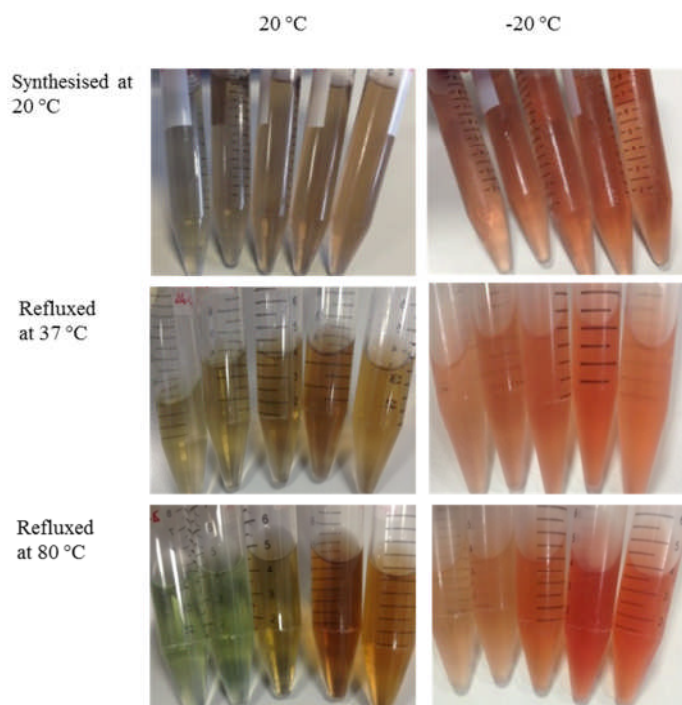 20 °C
-20 °C
Synthesised at
20 °C
Refluxed
at 37 °C
Refluxed
at 80 °C